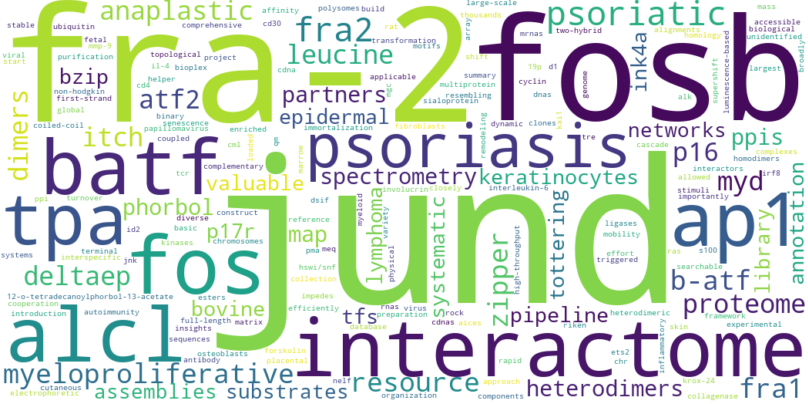 fra-2
fosb
jund
interactome
fos
batf
tpa
ap1
alcl
psoriasis
anaplastic
psoriatic
fra2
leucine
bzip
atf2
partners
epidermal
ink4a
dimers
itch
networks
ppis
p16
valuable
spectrometry
keratinocytes
myd
phorbol
p17r
map
lymphoma
systematic
zipper
tottering
b-atf
library
annotation
deltaep
bovine
tfs
pipeline
proteome
myeloproliferative
resource
heterodimers
fra1
assemblies
substrates
stable
ubiquitin
affinity
cd30
polysomes
build
large-scale
thousands
array
mrnas
two-hybrid
alignments
homology
accessible
biological
unidentified
mass
viral
start
mmp-9
fetal
topological
project
comprehensive
purification
il-4
bioplex
transformation
motifs
rat
applicable
shift
summary
19p
d1
cyclin
genome
dnas
supershift
largest
broadly
luminescence-based
non-hodgkin
first-strand
cd4
helper
cdna
mgc
resembling
sialoprotein
multiprotein
alk
global
coiled-coil
papillomavirus
binary
senescence
enriched
immortalization
fibroblasts
remodeling
dynamic
clones
kail
tre
cascade
complexes
homodimers
coupled
cml
qm
marrow
tcr
complementary
involucrin
closely
interleukin-6
interactors
allowed
irf8
stimuli
importantly
ppi
turnover
diverse
construct
dsif
reference
myeloid
variety
physical
high-throughput
ligases
mobility
ras
s100
systems
terminal
id2
basic
chromosomes
kinases
interspecific
jnk
pma
meq
effort
triggered
searchable
12-o-tetradecanoylphorbol-13-acetate
esters
hswi/snf
collection
rnas
virus
preparation
rock
cdnas
heterodimeric
framework
cooperation
autoimmunity
impedes
introduction
full-length
matrix
efficiently
database
aices
riken
ets2
chr
inflammatory
skin
experimental
insights
sequences
osteoblasts
antibody
forskolin
placental
nelf
rapid
approach
krox-24
collagenase
cutaneous
electrophoretic
organization
components